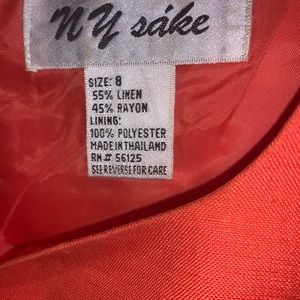 NY sáke
SIZE: 8
55% LINEN
45% RAYON
LINING:
100% POLYESTER
MADE IN THAILAND
RN# 56125
SEE REVERSE FOR CARE